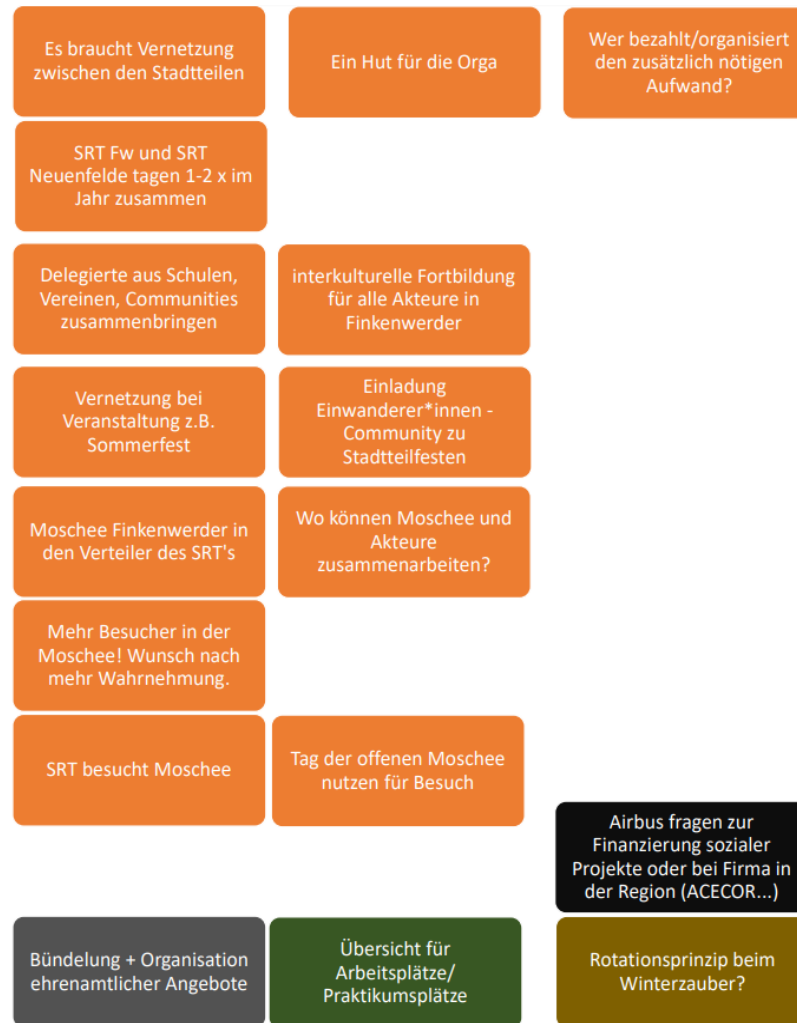 Es braucht Vernetzung
zwischen den Stadtteilen
Ein Hut für die Orga
Wer bezahlt/organisiert
den zusätzlich nötigen
Aufwand?
SRT Fw und SRT
Neuenfelde tagen 1-2 x im
Jahr zusammen
Delegierte aus Schulen,
Vereinen, Communities
zusammenbringen
interkulturelle Fortbildung
für alle Akteure in
Finkenwerder
Vernetzung bei
Veranstaltung z.B.
Sommerfest
Einladung
Einwanderer*innen -
Community zu
Stadtteilfesten
Moschee Finkenwerder in
den Verteiler des SRT's
Wo können Moschee und
Akteure
zusammenarbeiten?
Mehr Besucher in der
Moschee! Wunsch nach
mehr Wahrnehmung.
SRT besucht Moschee
Tag der offenen Moschee
nutzen für Besuch
Airbus fragen zur
Finanzierung sozialer
Projekte oder bei Firma in
der Region (ACECOR...)
Bündelung + Organisation
ehrenamtlicher Angebote
Übersicht für
Arbeitsplätze/
Praktikumsplätze
Rotationsprinzip beim
Winterzauber?